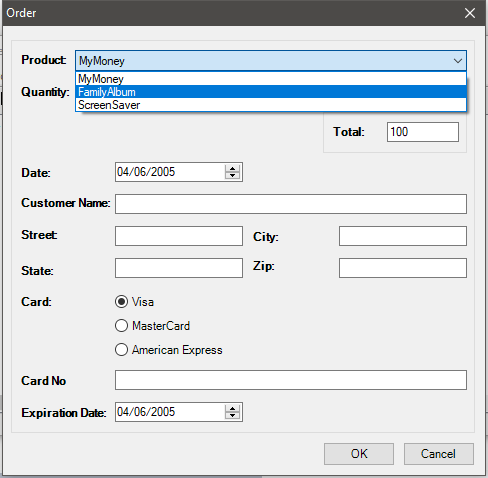 Order
Product: MyMoney
MyMoney
Quantity: FamilyAlbum
ScreenSaver
Total: 100
Date: 04/06/2005
Customer Name:
Street: City:
State: Zip:
Card: Visa
MasterCard
American Express
Card No
Expiration Date: 04/06/2005
OK Cancel